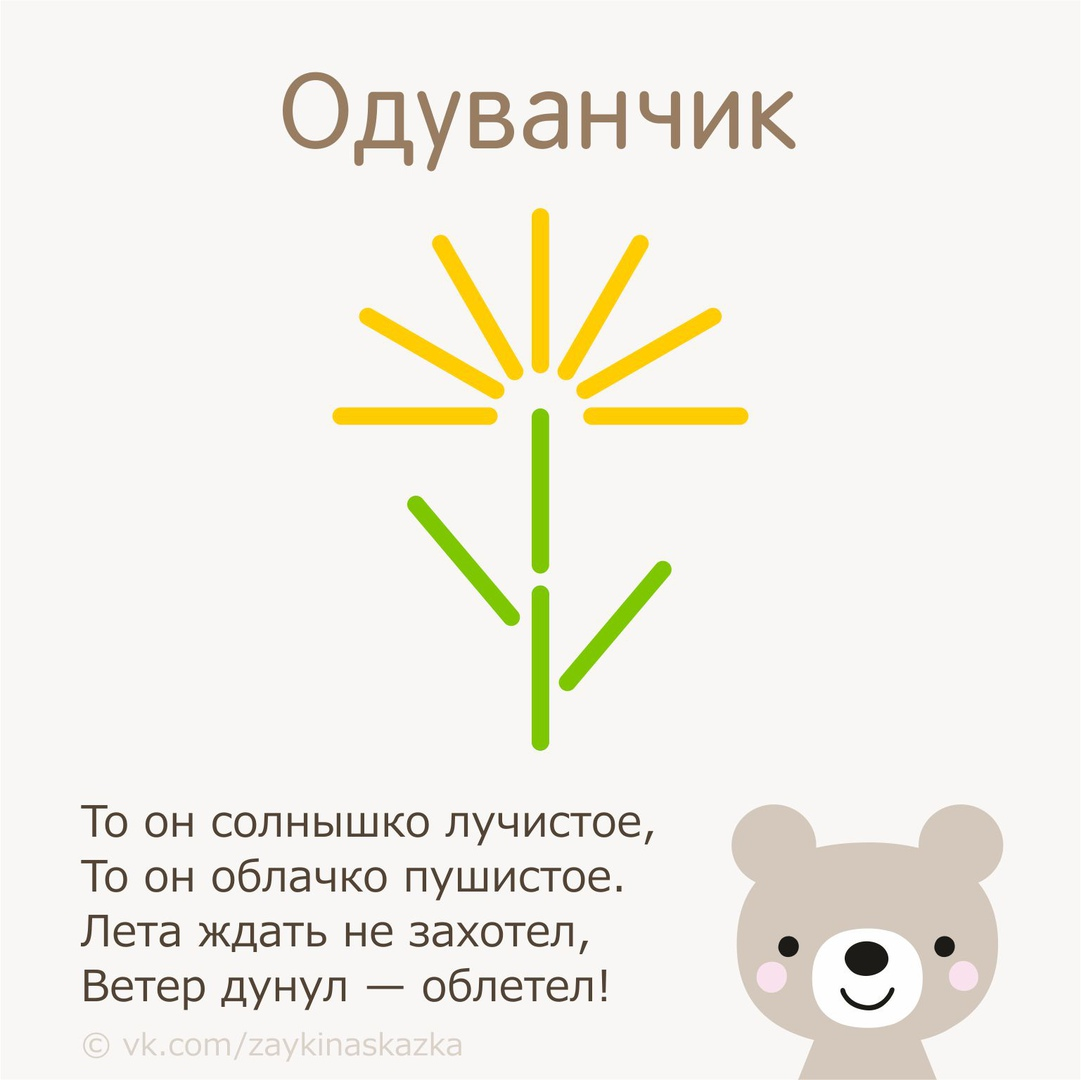 Одуванчик
То он солнышко лучистое,
То он облачко пушистое.
Лета ждать не захотел,
Ветер дунул — облетел!
© vk.com/zaykinaskazka